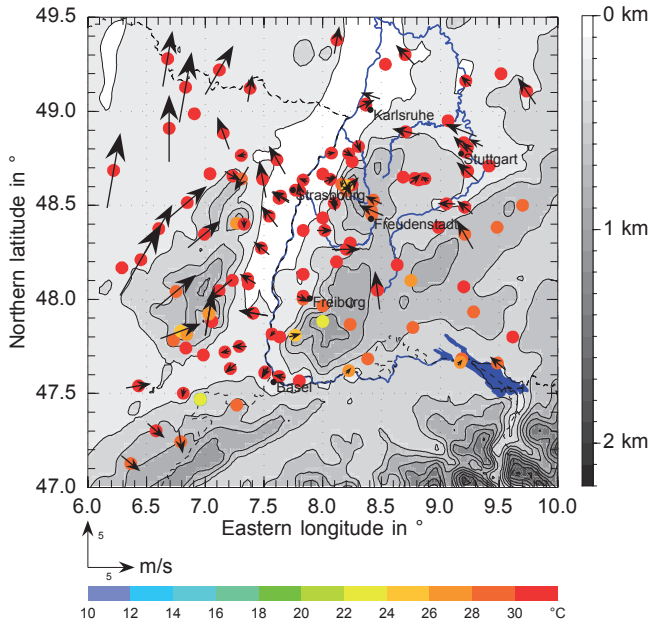 49.5
49.0
48.5
48.0
47.5
47.0
Northern latitude in °
6.0 6.5 7.0 7.5 8.0 8.5 9.0 9.5 10.0
Eastern longitude in °
Karlsruhe
Stuttgart
Strasbourg
Freudenstadt
Freiburg
Basel
0 km
1 km
2 km
5
5 m/s
10 12 14 16 18 20 22 24 26 28 30 °C